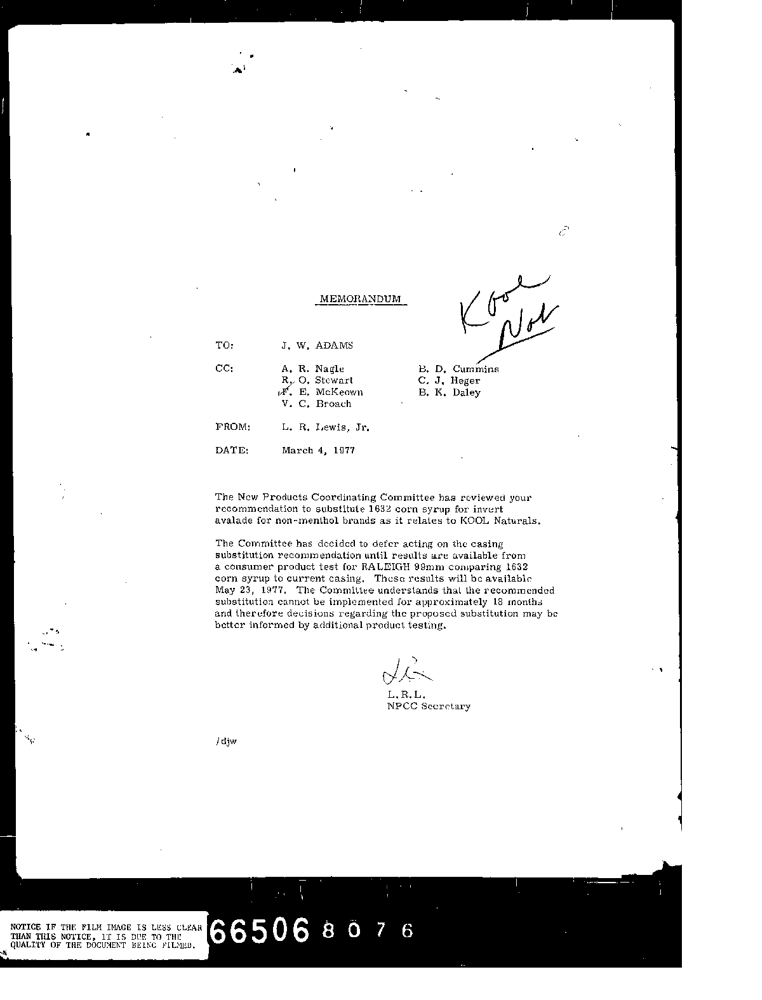 Kool
Nat
MEMORANDUM
TO: J. W. ADAMS
CC: A. R. Nagle B. D. Cummins
R. O. Stewart C. J. Heger
F. E. McKeown B. K. Daley
V. C. Broach
FROM: L. R. Lewis, Jr.
DATE: March 4, 1977
The New Products Coordinating Committee has reviewed your
recommendation to substitute 1632 corn syrup for invert
avalade for non-menthol brands as it relates to KOOL Naturals.
The Committee has decided to defer acting on the casing
substitution recommendation until results are available from
a consumer product test for RALEIGH 99mm comparing 1632
corn syrup to current casing. These results will be available
May 23, 1977. The Committee understands that the recommended
substitution cannot be implemented for approximately 18 months
and therefore decisions regarding the proposed substitution may be
better informed by additional product testing.
L.R.L.
NPCC Secretary
/djw
NOTICE IF THE FILM IMAGE IS LESS CLEAR
THAN THIS NOTICE, IT IS DUE TO THE
QUALITY OF THE DOCUMENT BEING FILMED.
66506 8076